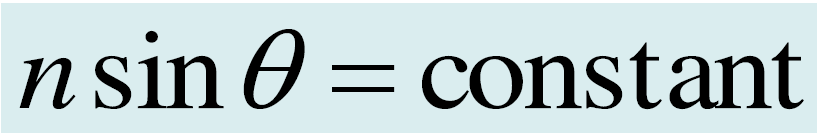 n sin θ = constant